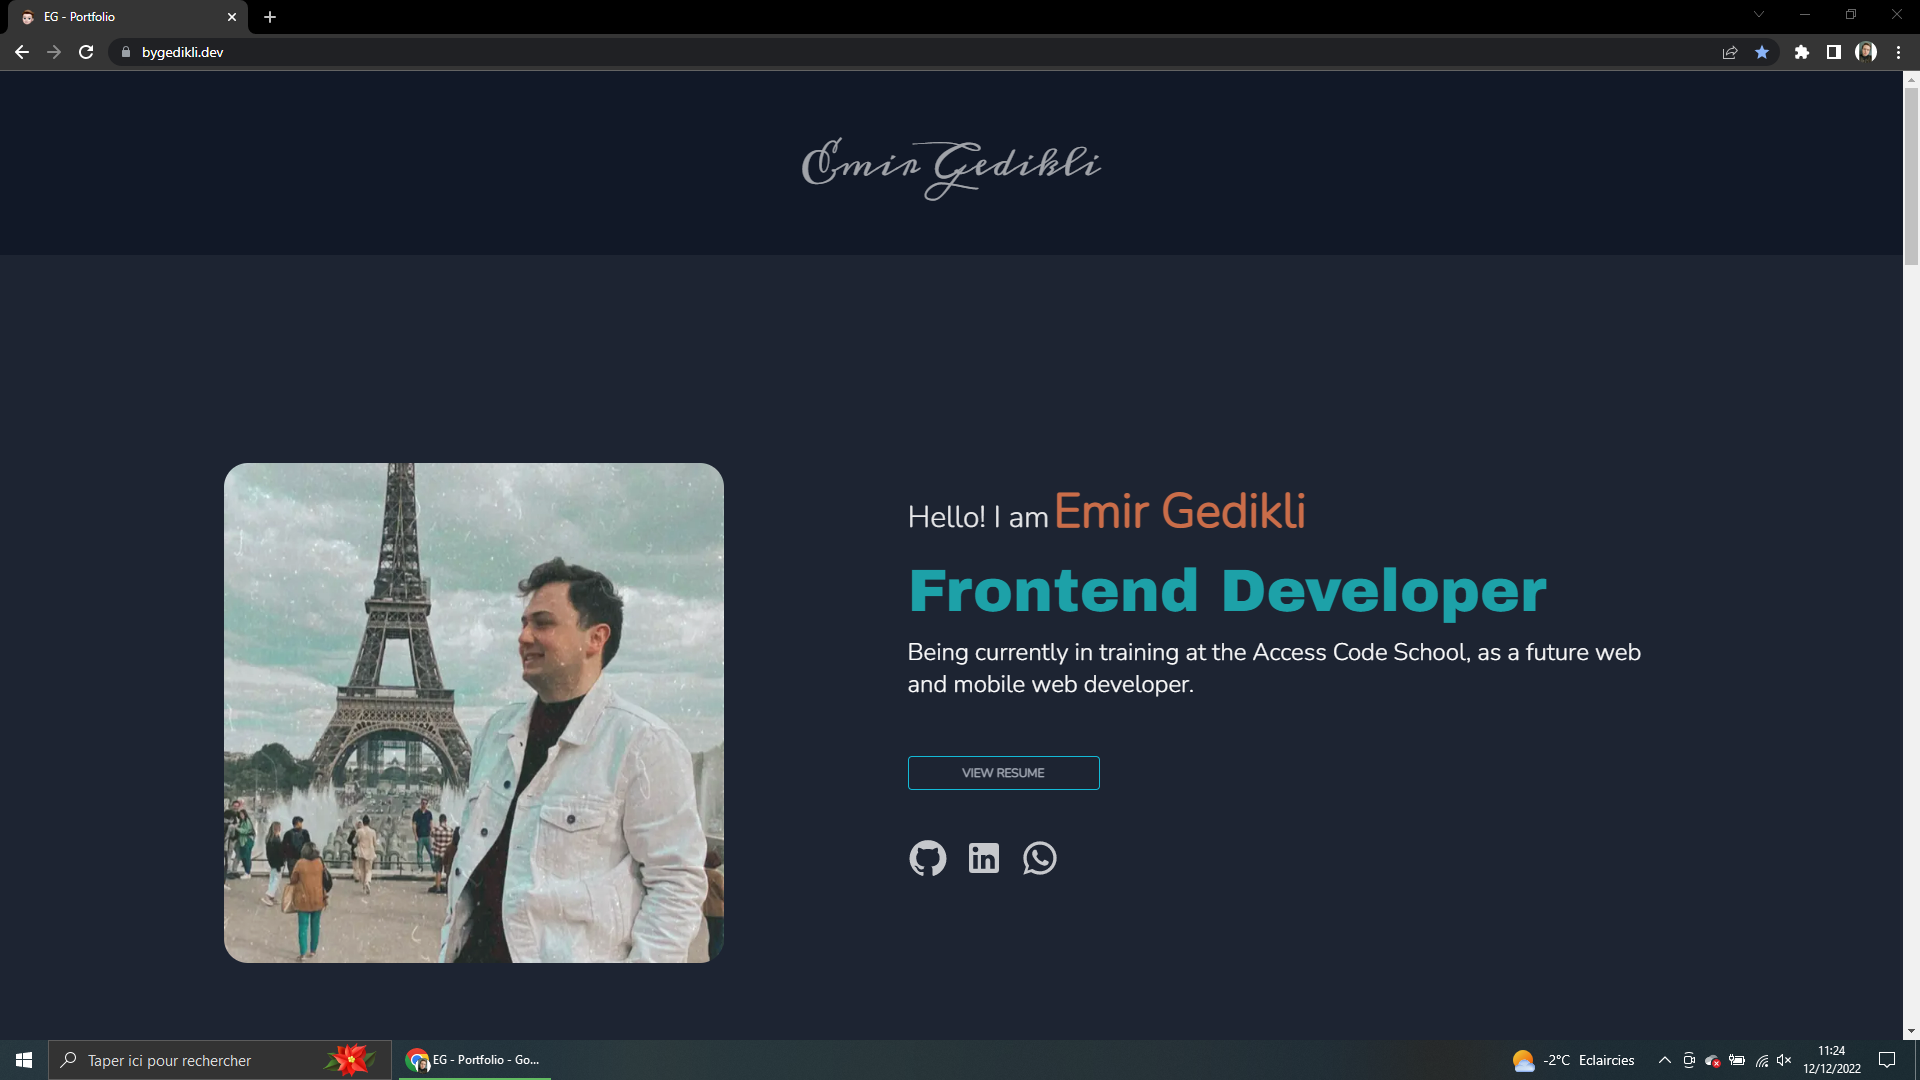 EG - Portfolio
bygedikli.dev
Emir Gedikli
Hello! I am Emir Gedikli
Frontend Developer
Being currently in training at the Access Code School, as a future web
and mobile web developer.
VIEW RESUME
in
Taper ici pour rechercher
EG - Portfolio - Go...
-2°C Eclaircies
11:24
12/12/2022